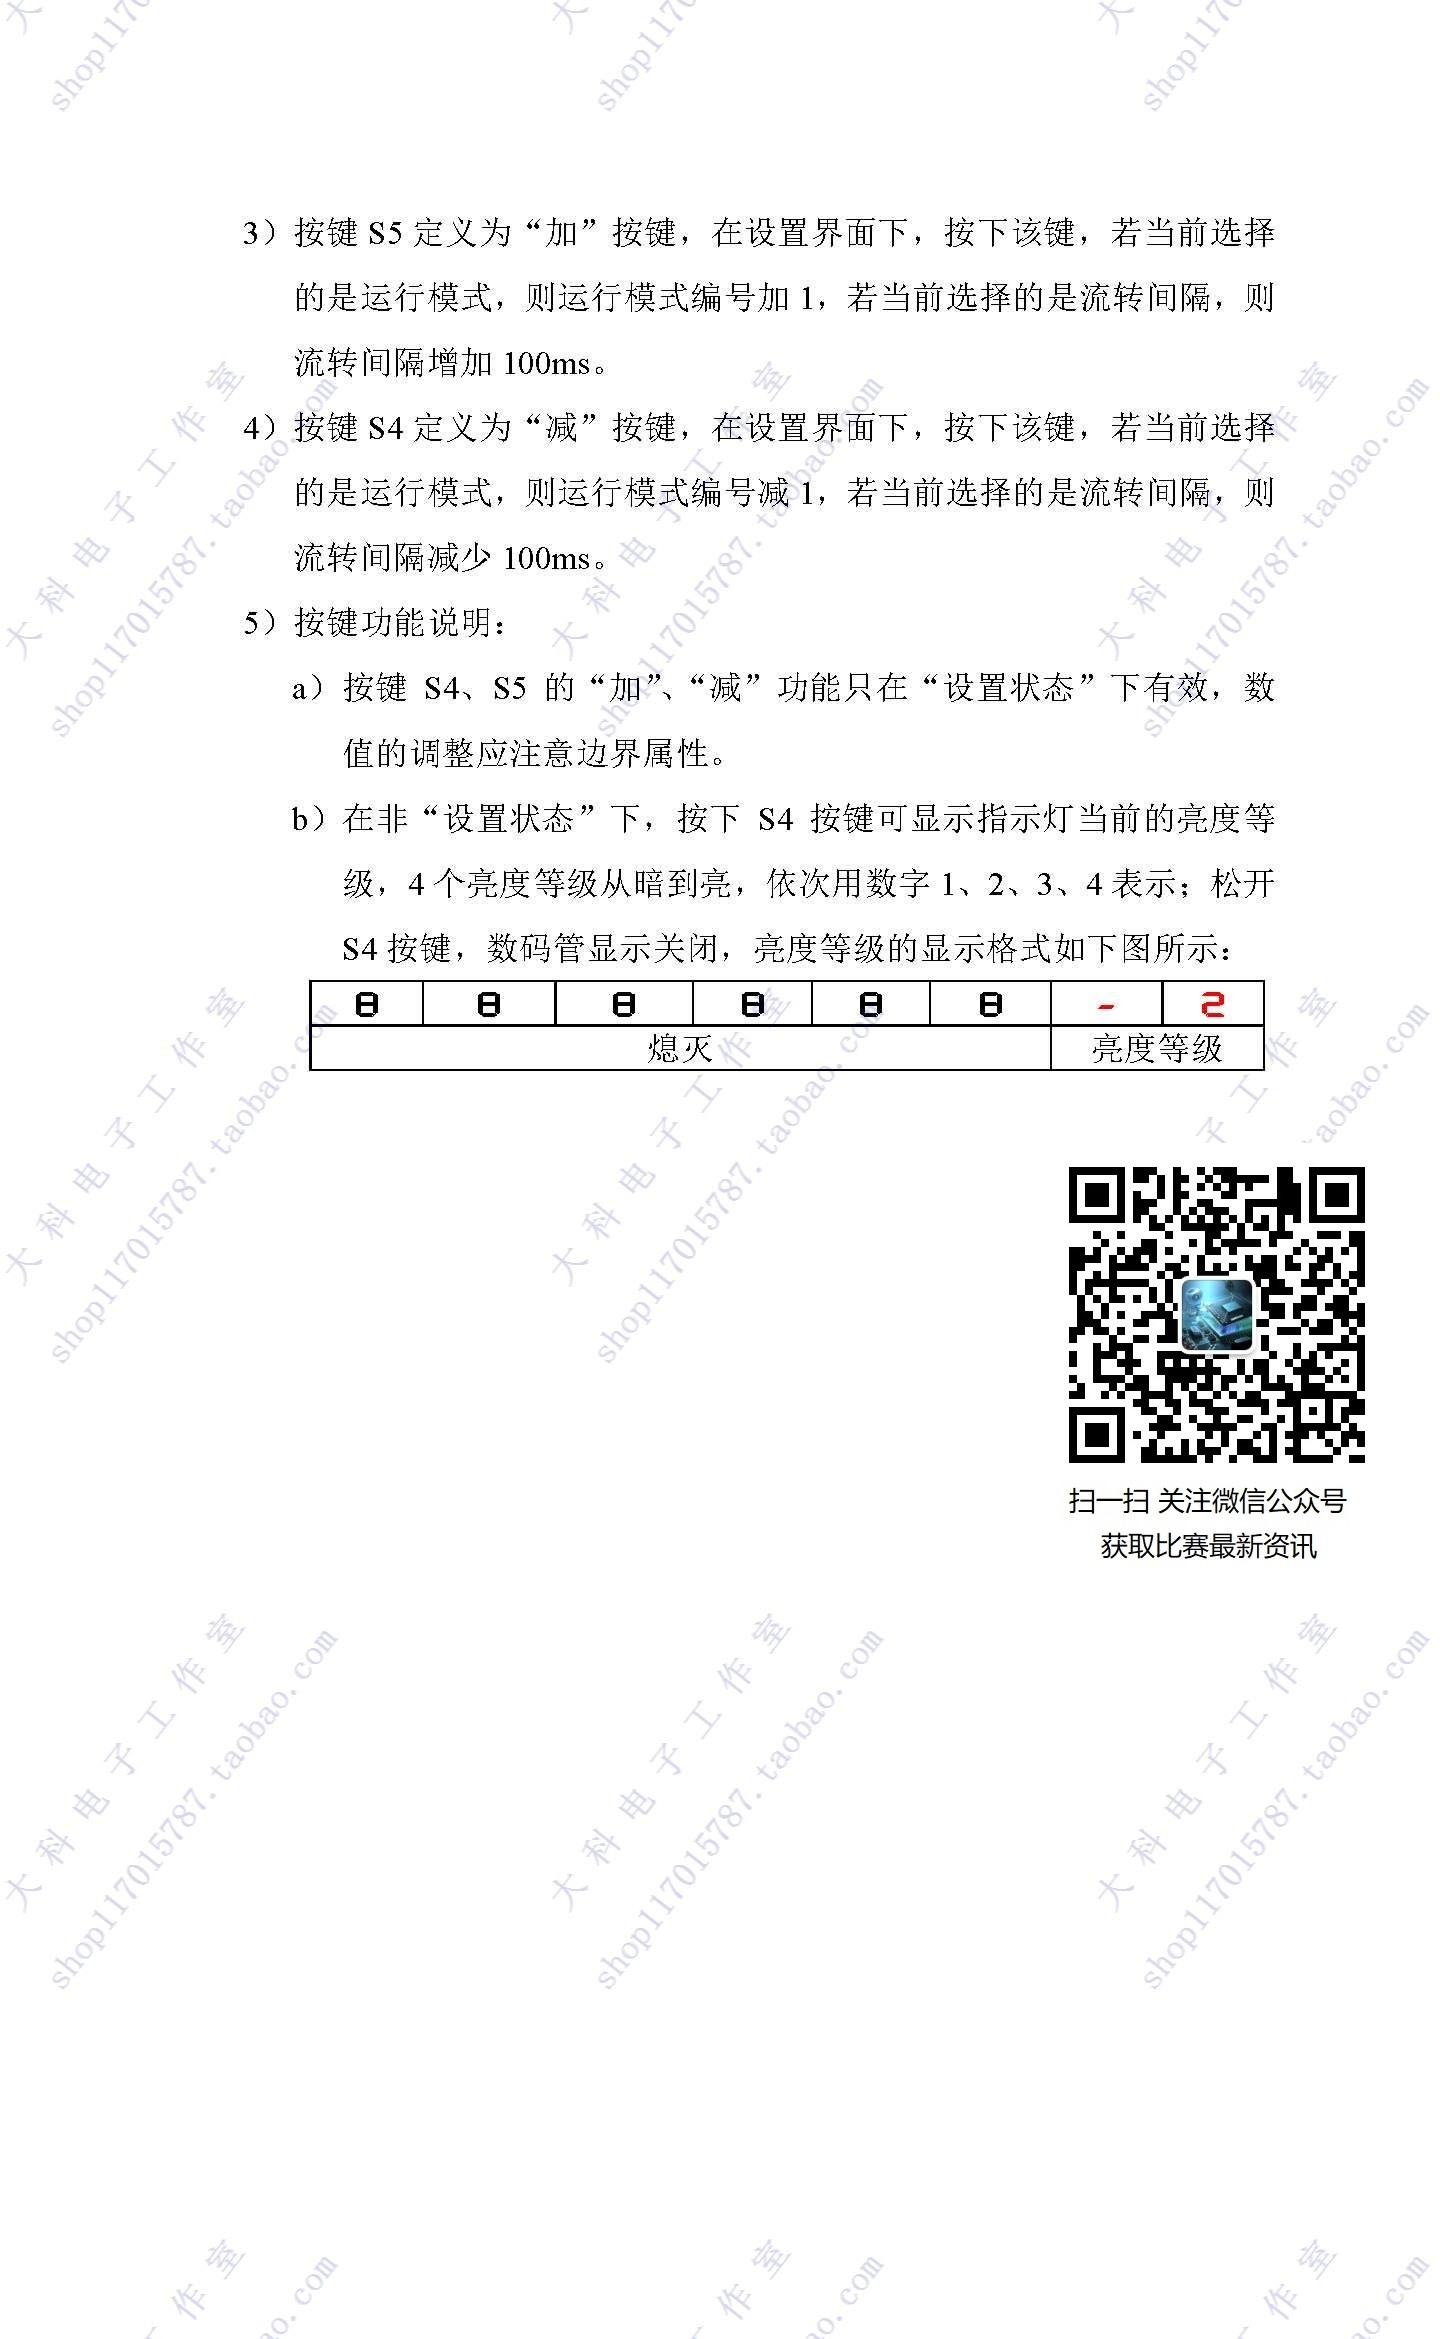 3）按键 S5 定义为“加”按键，在设置界面下，按下该键，若当前选择
的是运行模式，则运行模式编号加 1，若当前选择的是流转间隔，则
流转间隔增加 100ms。
4）按键 S4 定义为“减”按键，在设置界面下，按下该键，若当前选择
的是运行模式，则运行模式编号减 1，若当前选择的是流转间隔，则
流转间隔减少 100ms。
5）按键功能说明：
a）按键 S4、S5 的“加”、“减”功能只在“设置状态”下有效，数
值的调整应注意边界属性。
b）在非“设置状态”下，按下 S4 按键可显示指示灯当前的亮度等
级，4 个亮度等级从暗到亮，依次用数字 1、2、3、4 表示；松开
S4 按键，数码管显示关闭，亮度等级的显示格式如下图所示：
8 8 8 8 8 8 - 2
熄灭 亮度等级
扫一扫 关注微信公众号
获取比赛最新资讯
大科电子工作室
shop117015787.taobao.com